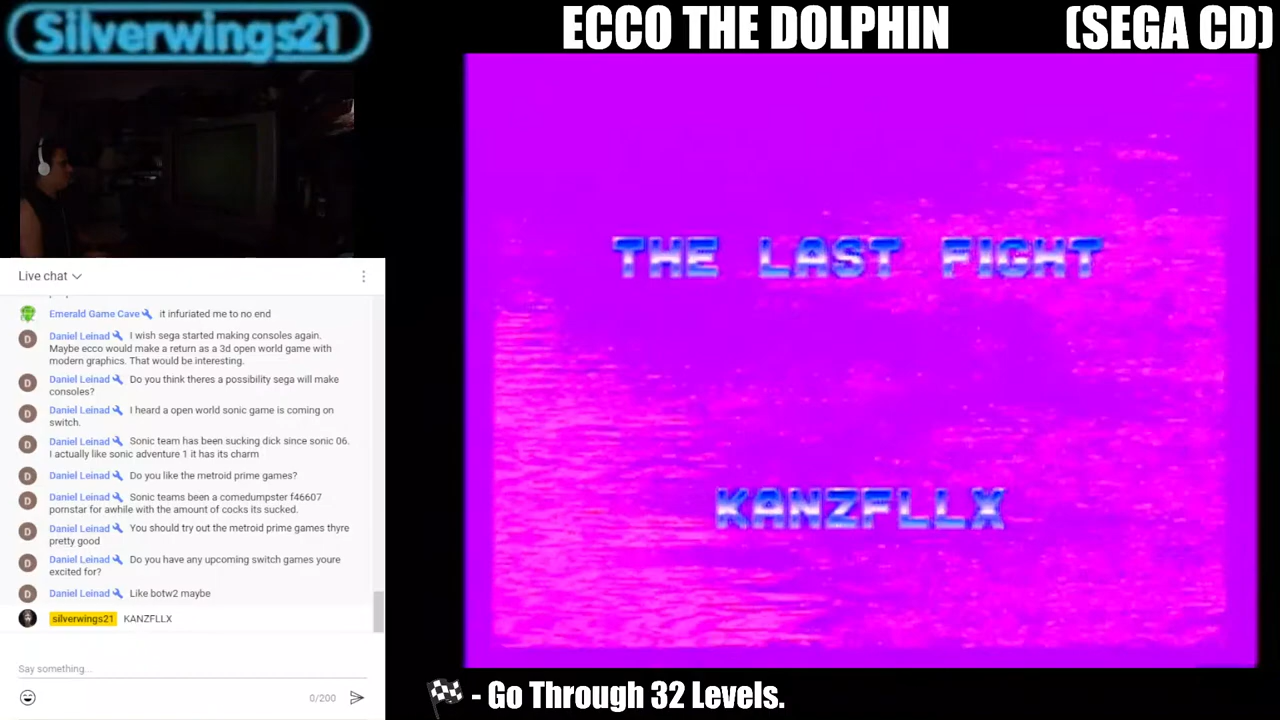 Silverwings21
ECCO THE DOLPHIN (SEGA CD)
THE LAST FIGHT
KANZFLLX
Live chat
Emerald Game Cave it infuriated me to no end
Daniel Leinad I wish sega started making consoles again.
Maybe ecco would make a return as a 3d open world game with
modern graphics. That would be interesting.
Daniel Leinad Do you think theres a possibility sega will make
consoles?
Daniel Leinad I heard a open world sonic game is coming on
switch.
Daniel Leinad Sonic team has been sucking dick since sonic 06.
I actually like sonic adventure 1 it has its charm
Daniel Leinad Do you like the metroid prime games?
Daniel Leinad Sonic teams been a comedumpster f46607
pornstar for awhile with the amount of cocks its sucked.
Daniel Leinad You should try out the metroid prime games thyre
pretty good
Daniel Leinad Do you have any upcoming switch games youre
excited for?
Daniel Leinad Like botw2 maybe
silverwings21 KANZFLLX
Say something...
0/200
- Go Through 32 Levels.